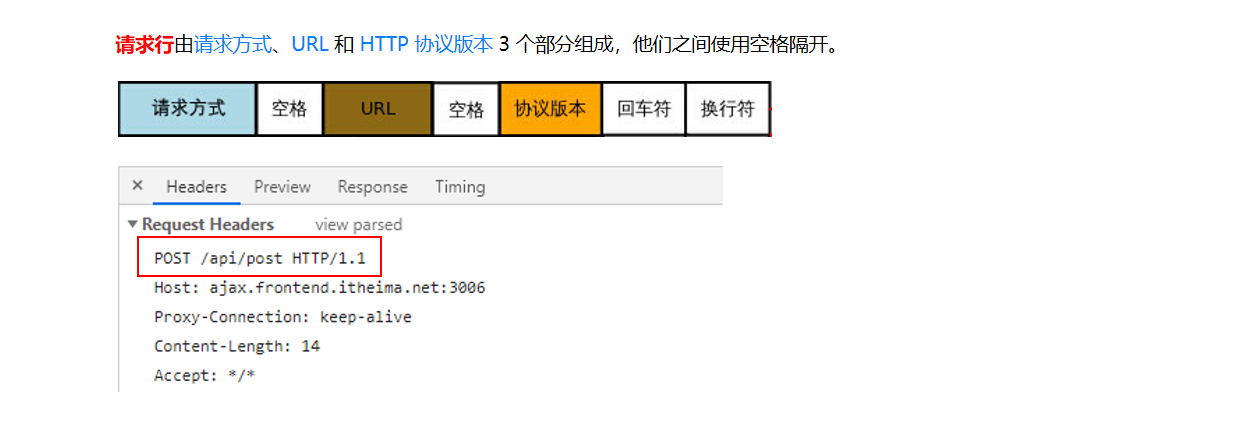 请求行由请求方式、URL 和 HTTP 协议版本 3 个部分组成，他们之间使用空格隔开。
请求方式 空格 URL 空格 协议版本 回车符 换行符
× Headers Preview Response Timing
▼ Request Headers view parsed
POST /api/post HTTP/1.1
Host: ajax.frontend.itheima.net:3006
Proxy-Connection: keep-alive
Content-Length: 14
Accept: */*